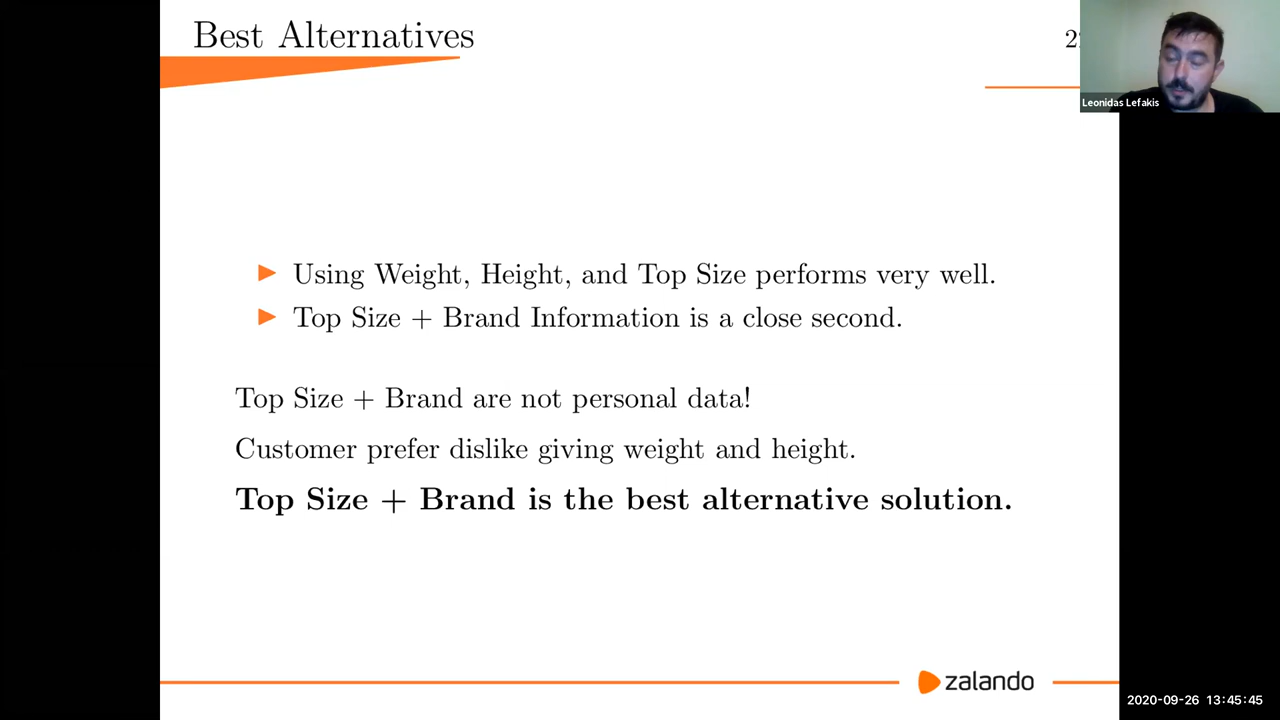 Best Alternatives
Leonidas Lefakis
Using Weight, Height, and Top Size performs very well.
Top Size + Brand Information is a close second.
Top Size + Brand are not personal data!
Customer prefer dislike giving weight and height.
Top Size + Brand is the best alternative solution.
zalando
2020-09-26 13:45:45